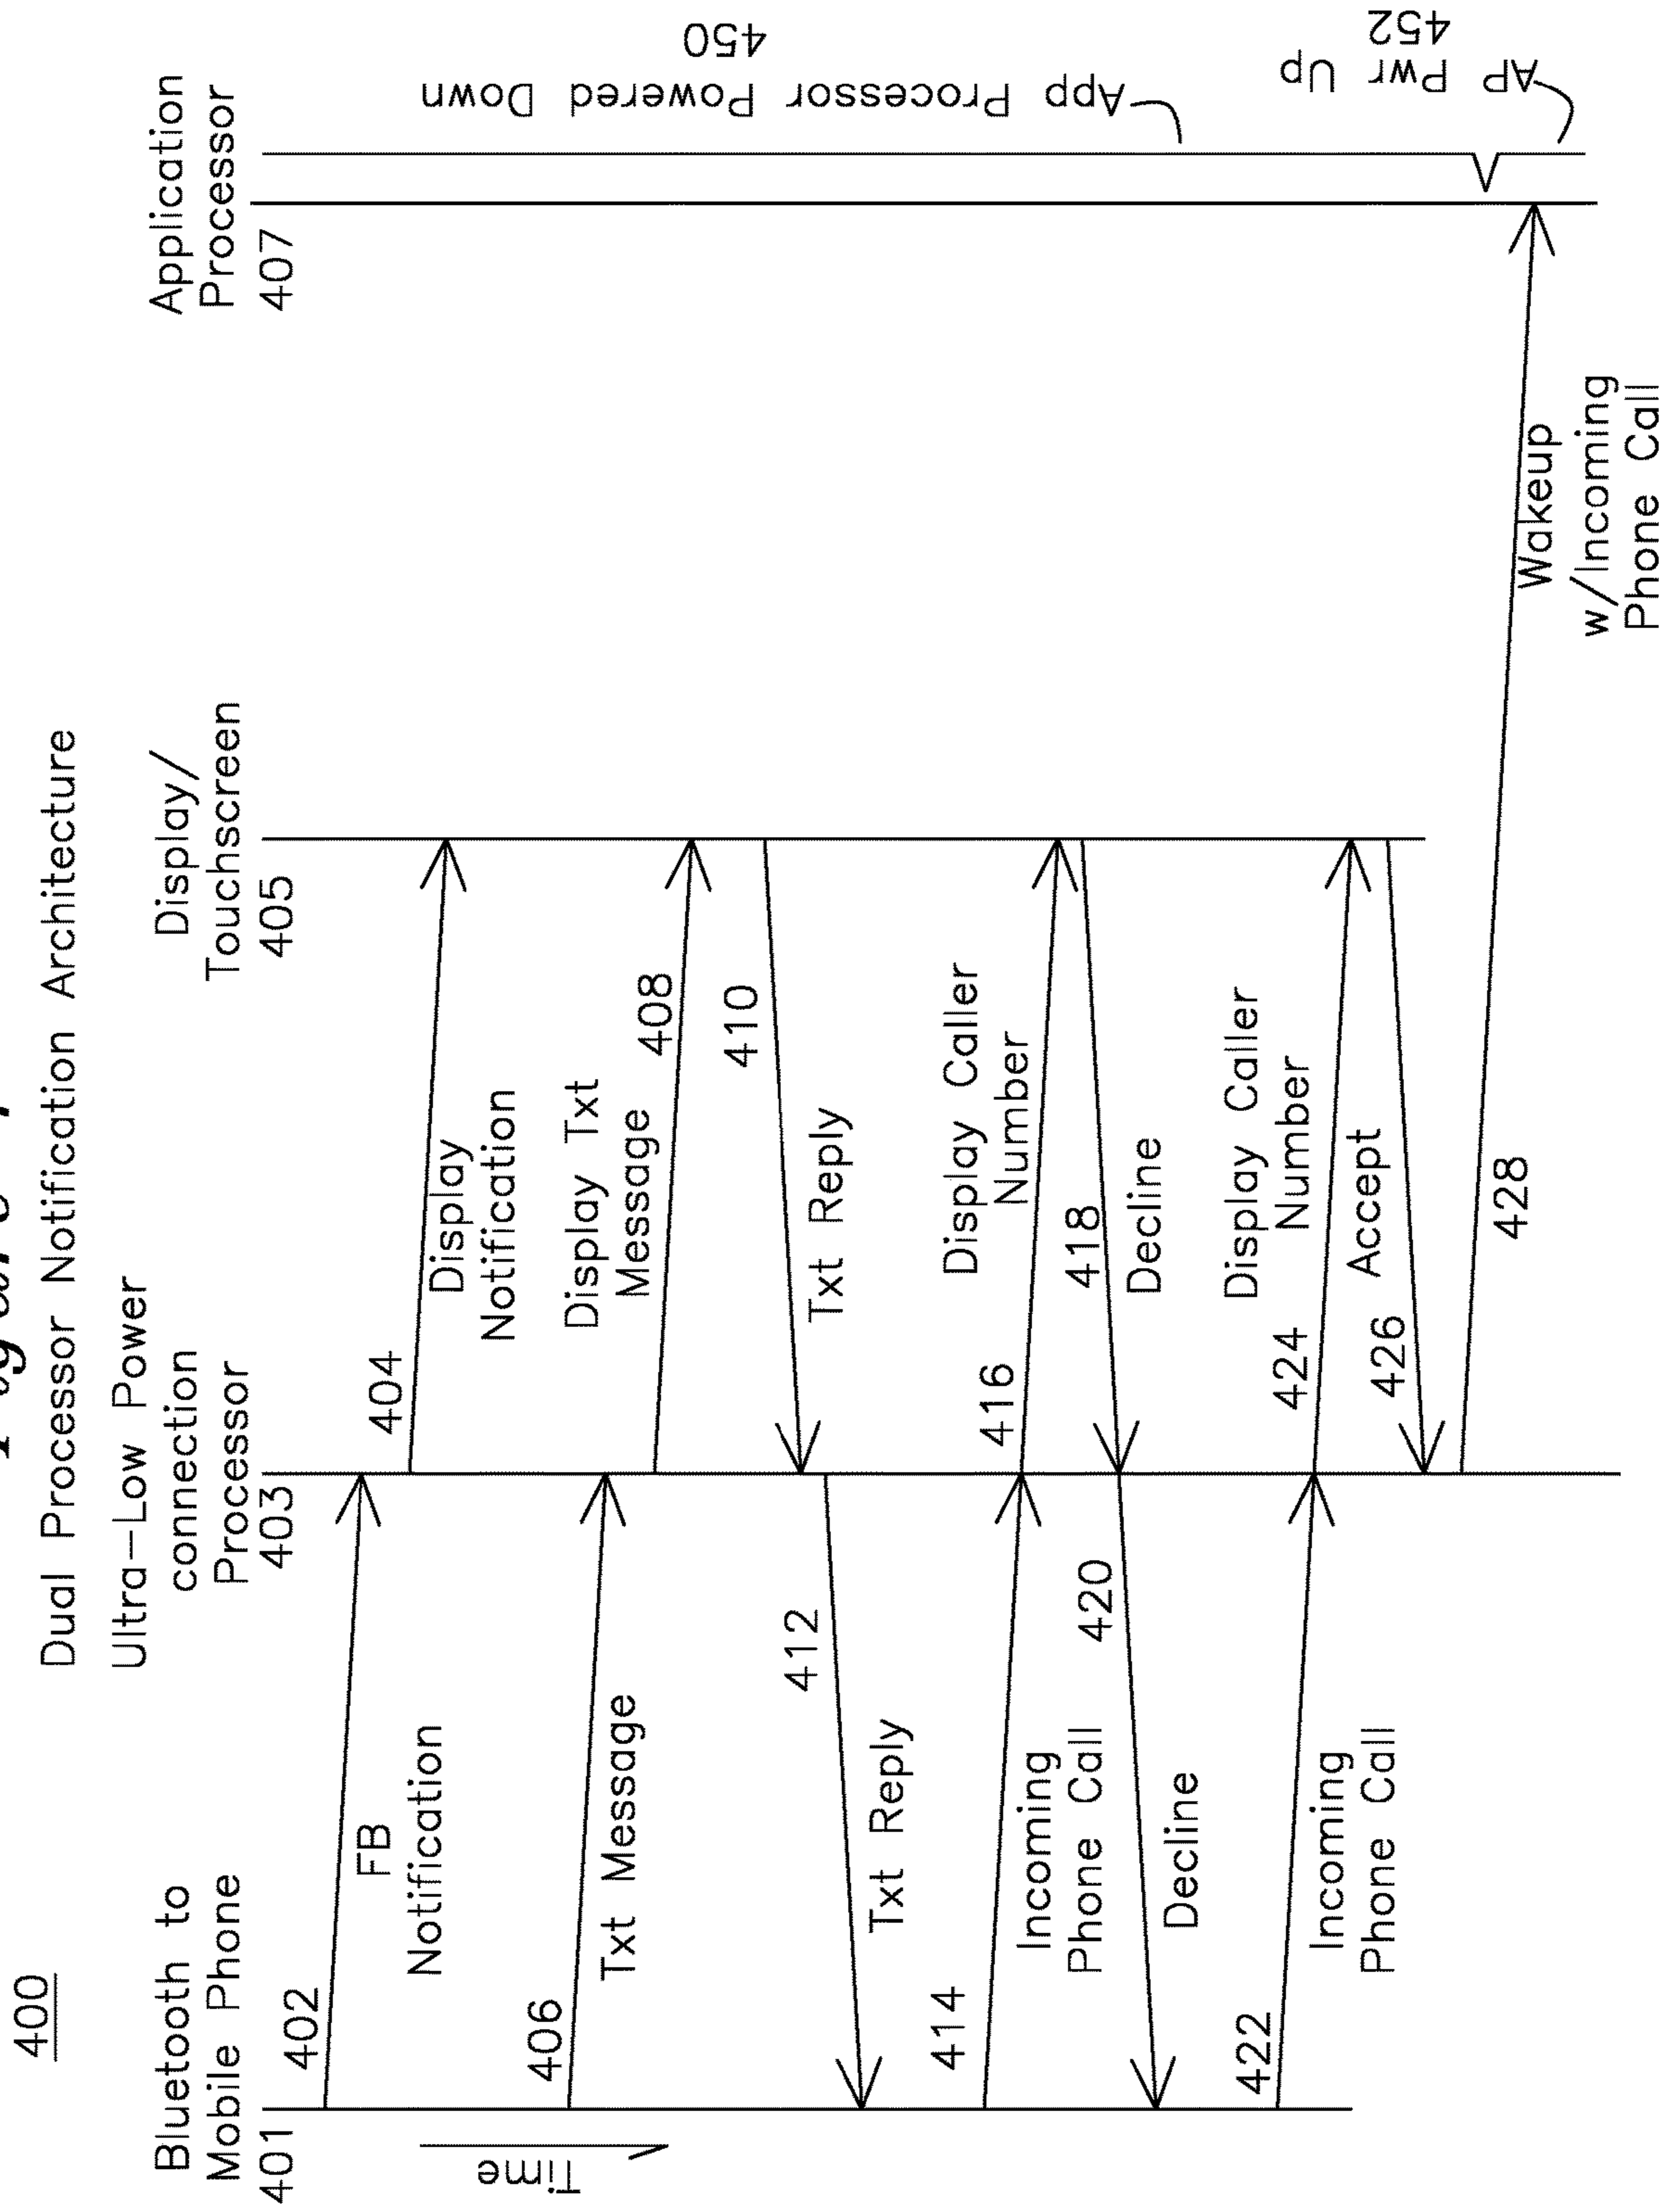 400
Dual Processor Notification Architecture
Bluetooth to
Mobile Phone
401
Ultra-Low Power
connection
Processor
403
Display/
Touchscreen
405
Application
Processor
407
Time
402
FB
Notification
404
Display
Notification
406
Txt Message
Display Txt
Message
408
410
Txt Reply
412
Txt Reply
414
Incoming
Phone Call
416
Display Caller
Number
418
Decline
420
Decline
422
Incoming
Phone Call
424
Display Caller
Number
Accept
426
428
Wakeup
w/Incoming
Phone Call
App Processor Powered Down
450
AP Pwr Up
452